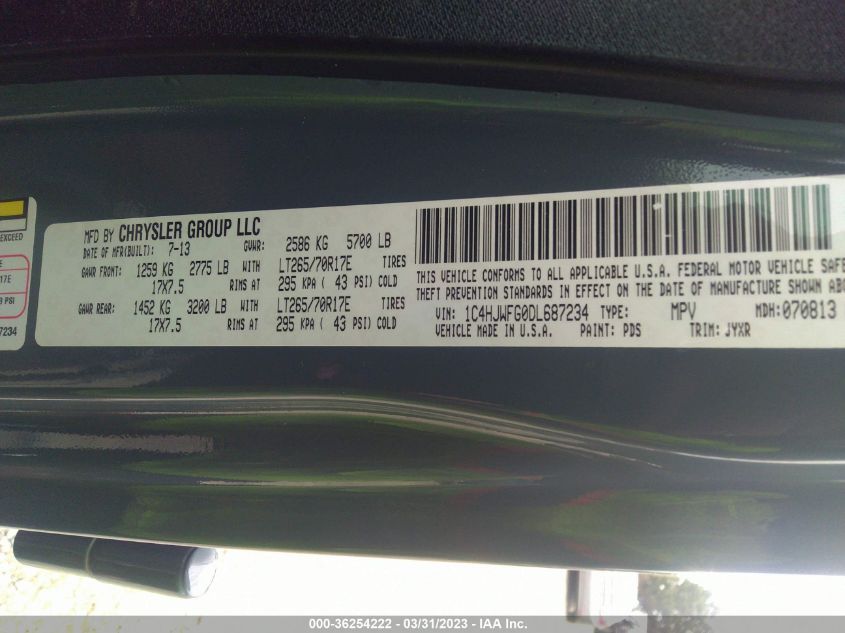 EXCEED
17E
PSI
7234
MFD BY CHRYSLER GROUP LLC
DATE OF MFR(BUILT): 7-13 GVWR: 2586 KG 5700 LB
GAWR FRONT: 1259 KG 2775 LB WITH LT265/70R17E TIRES
17X7.5 RIMS AT 295 KPA ( 43 PSI) COLD
GAWR REAR: 1452 KG 3200 LB WITH LT265/70R17E TIRES
17X7.5 RIMS AT 295 KPA ( 43 PSI) COLD
THIS VEHICLE CONFORMS TO ALL APPLICABLE U.S.A. FEDERAL MOTOR VEHICLE SAFE
THEFT PREVENTION STANDARDS IN EFFECT ON THE DATE OF MANUFACTURE SHOWN ABO
VIN: 1C4HJWFG0DL687234 TYPE: MPV MDH:070813
VEHICLE MADE IN U.S.A. PAINT: PDS TRIM: JYXR
000-36254222 - 03/31/2023 - IAA Inc.